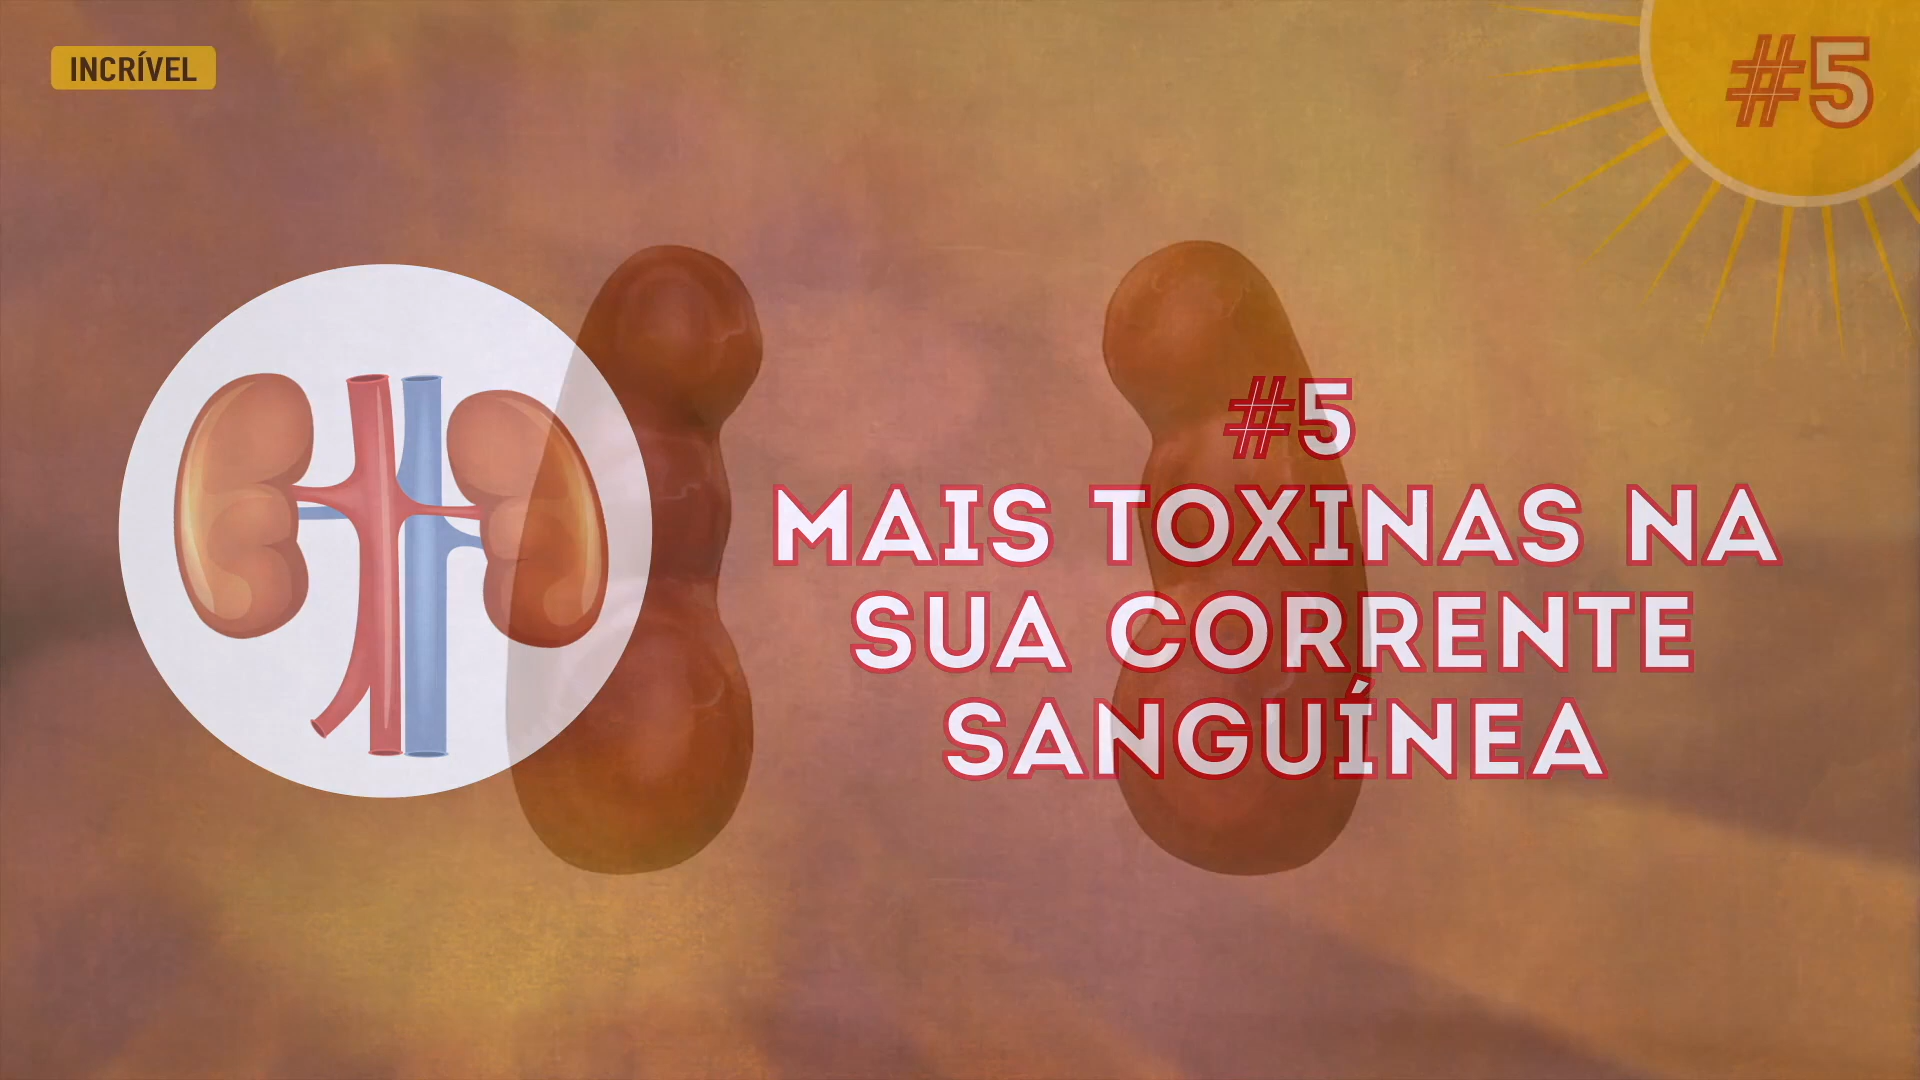 INCRÍVEL
#5
#5
MAIS TOXINAS NA
SUA CORRENTE
SANGUÍNEA